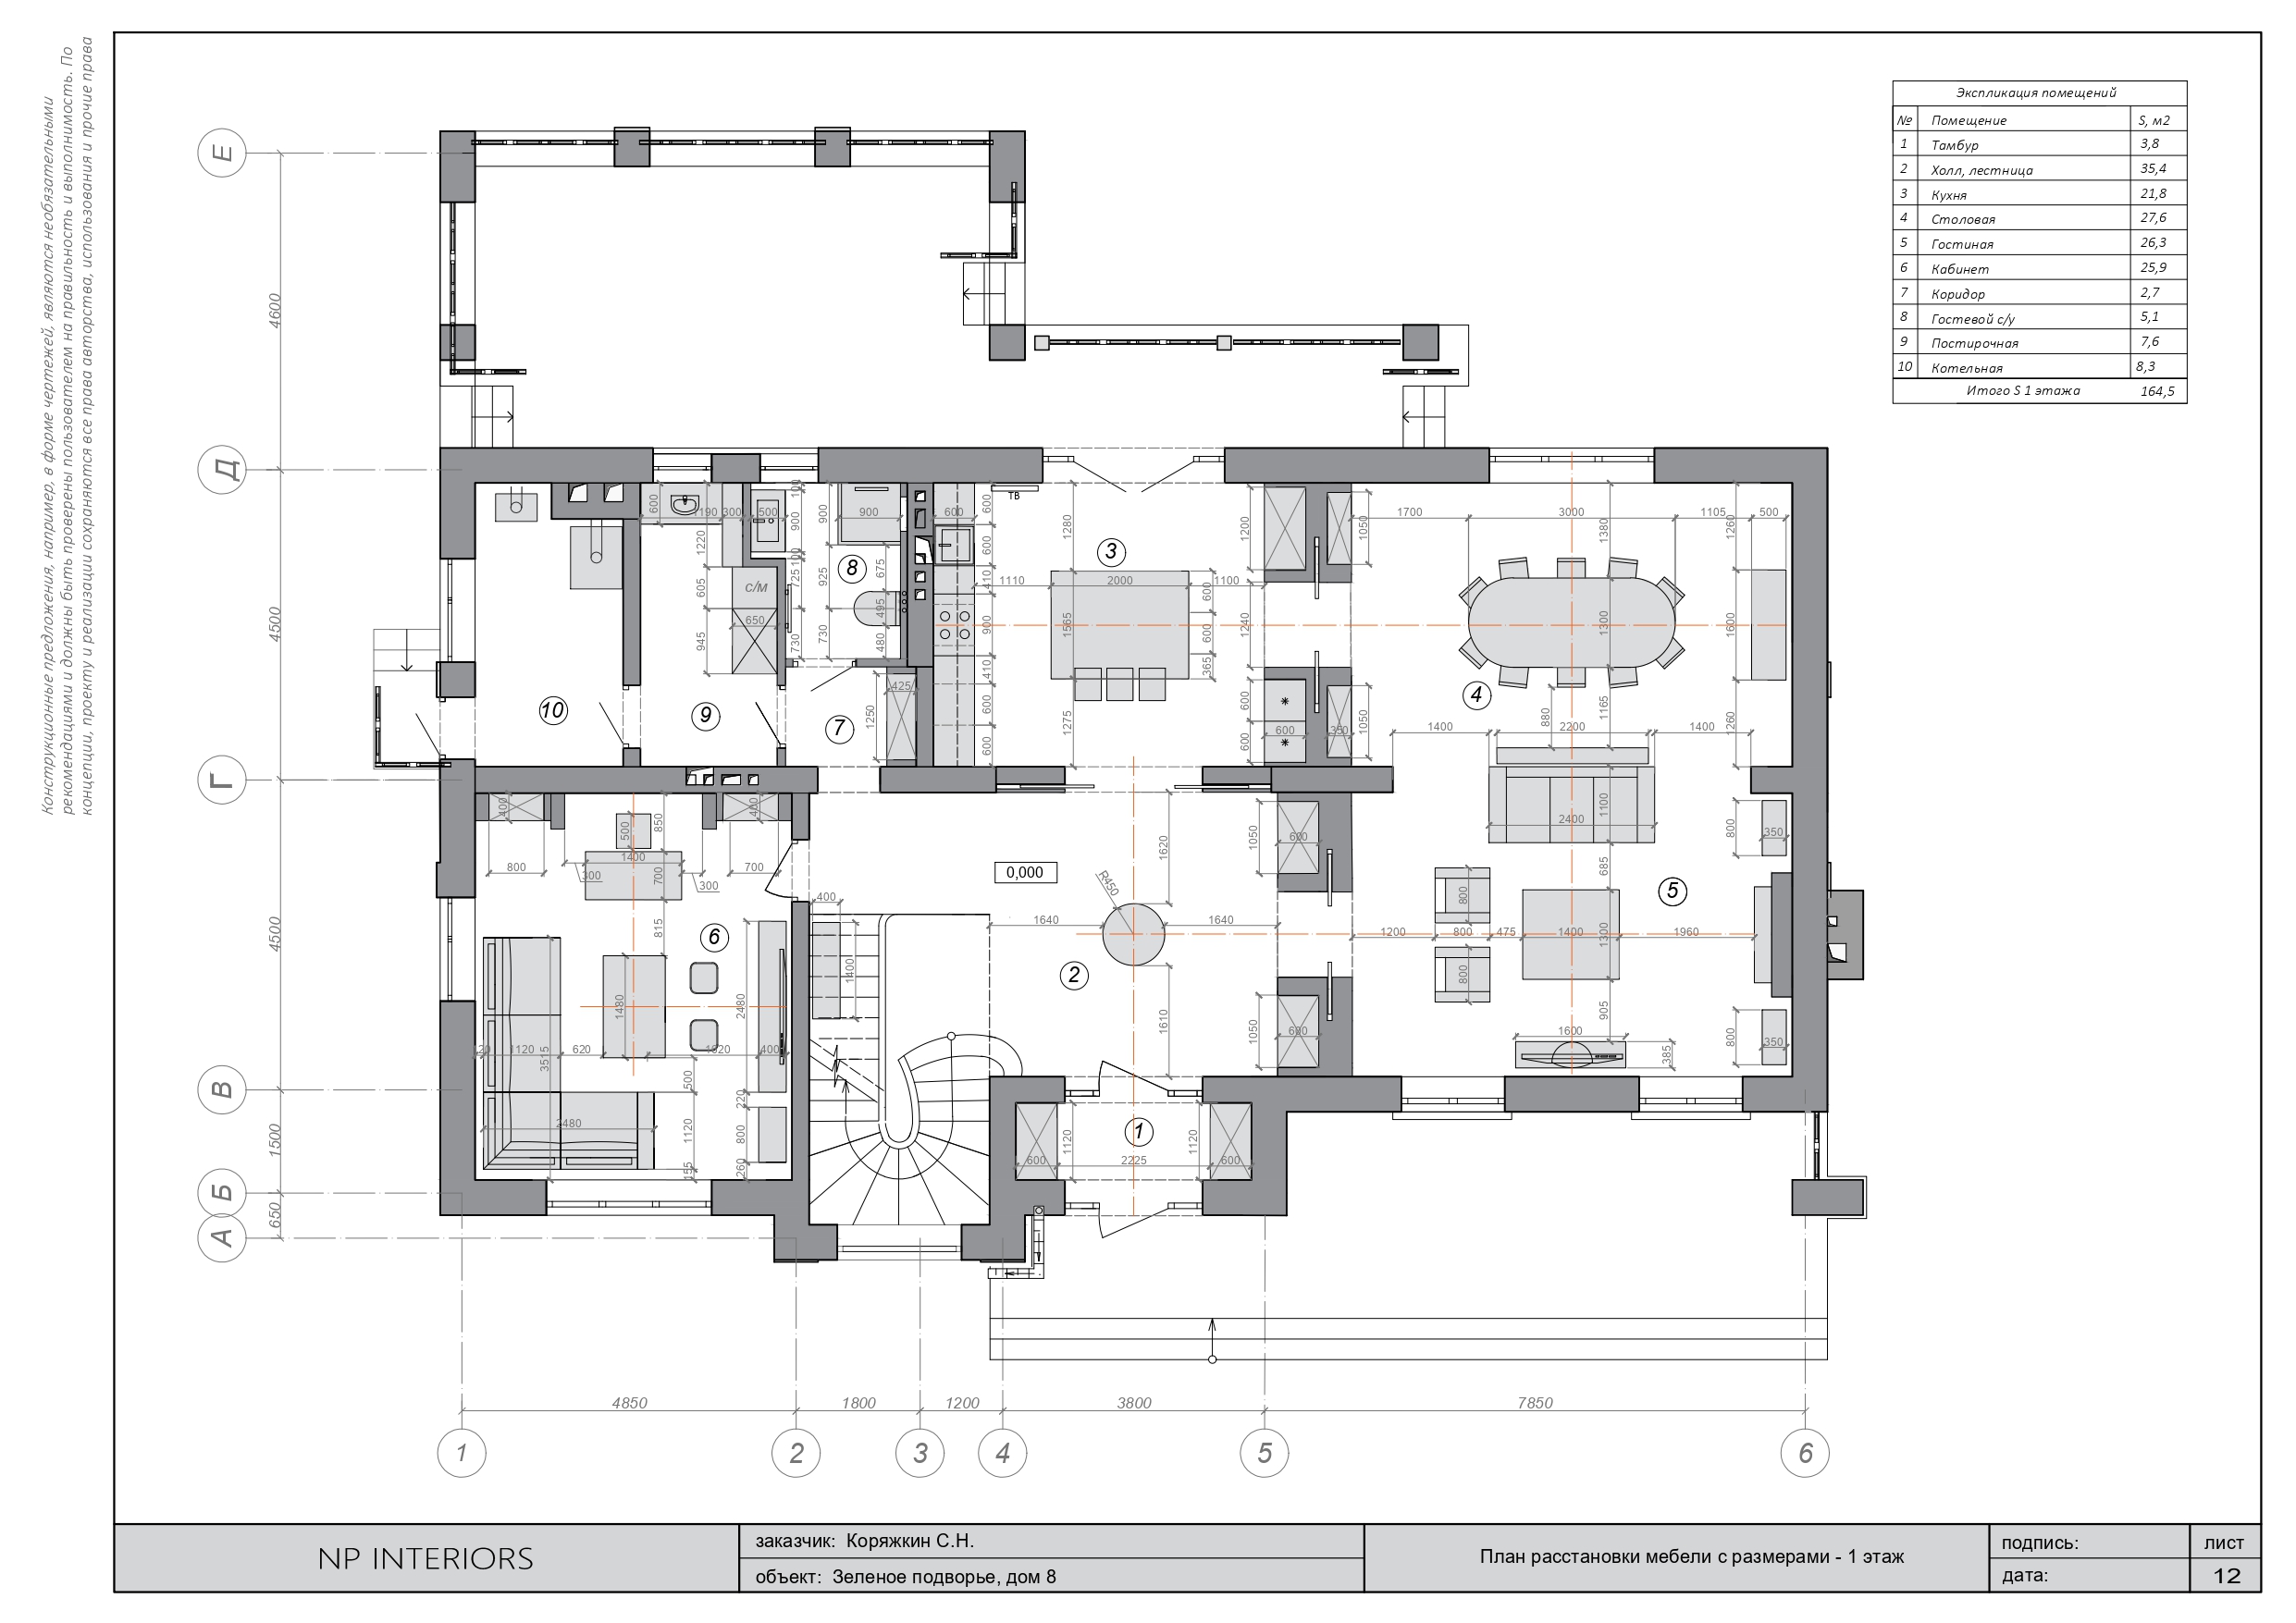 Конструкционные предложения, например, в форме чертежей, являются необязательными
рекомендациями и должны быть проверены пользователем на правильность и выполнимость. По
концепции, проекту и реализации сохраняются все права авторства, использования и прочие права
Экспликация помещений
№ Помещение S, м2
1 Тамбур 3,8
2 Холл, лестница 35,4
3 Кухня 21,8
4 Столовая 27,6
5 Гостиная 26,3
6 Кабинет 25,9
7 Коридор 2,7
8 Гостевой с/у 5,1
9 Постирочная 7,6
10 Котельная 8,3
Итого S 1 этажа 164,5
Е
4600
Д
4500
Г
4500
В
1500
Б
650
А
600 1190 300 500 100 900 100 725 730
1220 605 945 с/м 650
900 925 730 900 675 495 480
8
600 600 600 410 900 410 600 600
ТВ
1280 3 1110 2000 1100 1565 600 600 365 1275
1200 1240 600 600 600 350 1050 1050
1700 3000 1105 500
1380 1260 1300 1600 1165 1260
4
880 1400 2200 1400
10
9
7
425 1250
400 800 500 850 1400 300 700 300 400 700
815
6
1480 2480 3515 120 1120 620 1620 400
500 220 2480 1120 800 155 260
400 1400
0,000
R450
1620 1640 1640 1610
2
1050 600 1050 600
1100 2400 685 800 350
5
800 800 1200 800 475 1400 1300 1960
905 1600 385 800 350
1
1120 1120 600 2225 600
4850 1800 1200 3800 7850
1 2 3 4 5 6
NP INTERIORS
заказчик: Коряжкин С.Н.
объект: Зеленое подворье, дом 8
План расстановки мебели с размерами - 1 этаж
подпись:
дата:
лист
12